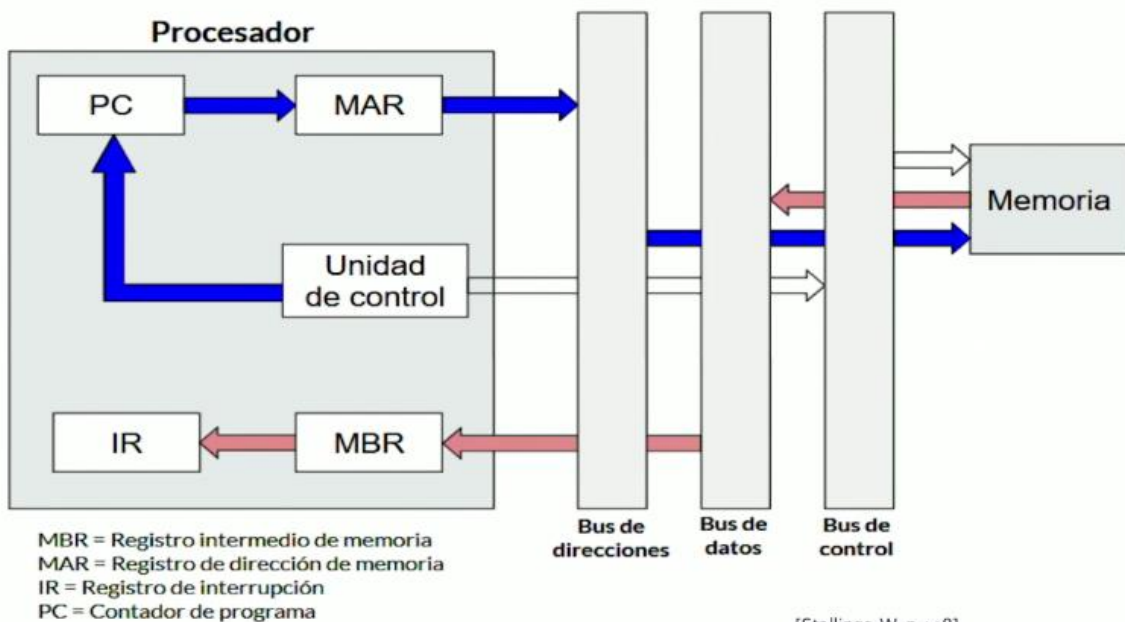 Procesador
PC
MAR
Memoria
Unidad
de control
IR
MBR
Bus de
direcciones
Bus de
datos
Bus de
control
MBR = Registro intermedio de memoria
MAR = Registro de dirección de memoria
IR = Registro de interrupción
PC = Contador de programa